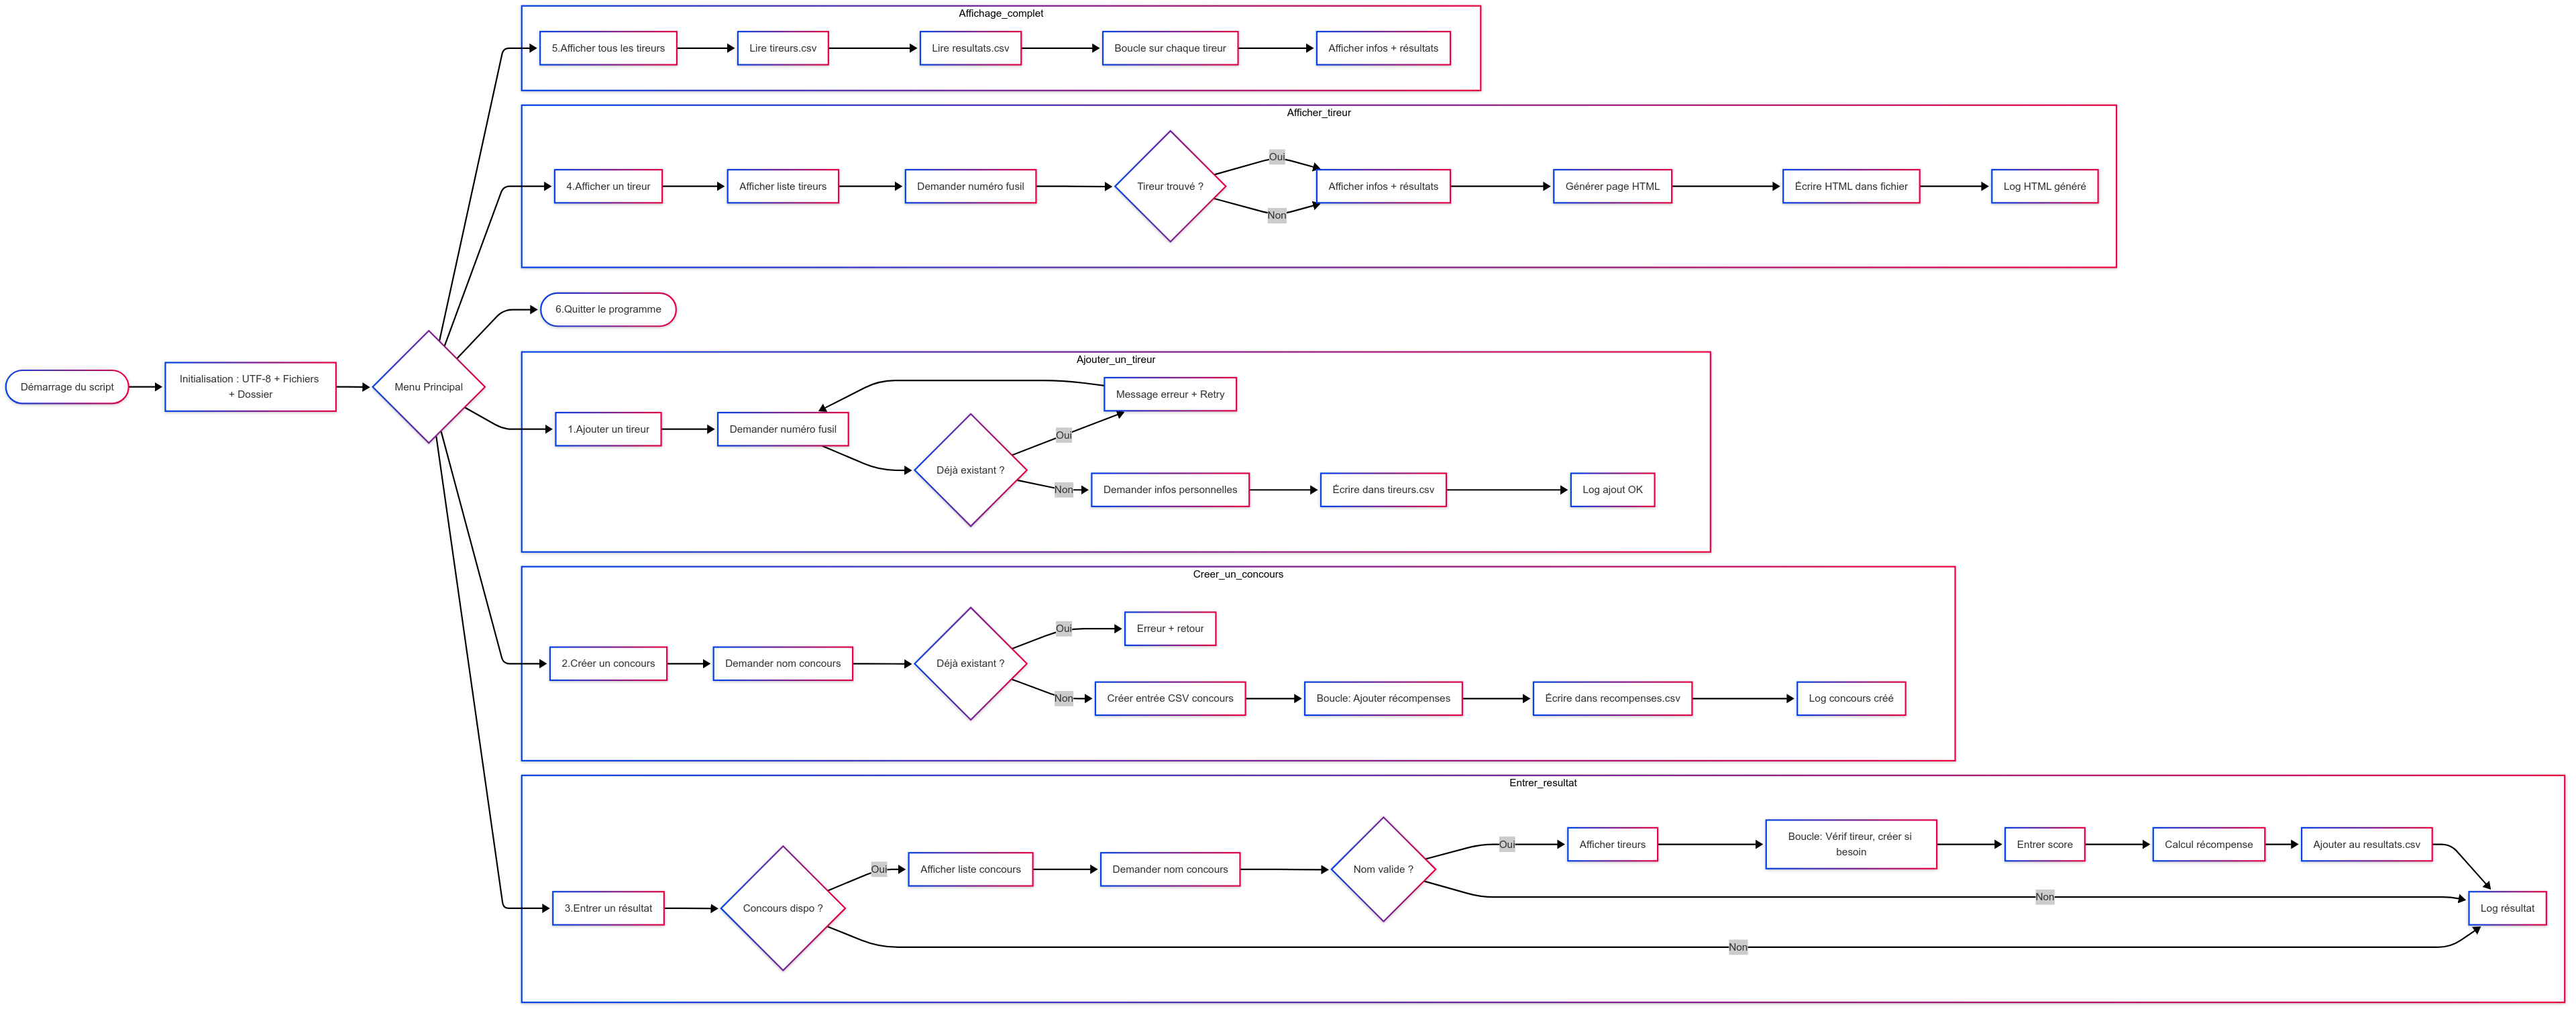 Affichage_complet
5.Afficher tous les tireurs
Lire tireurs.csv
Lire resultats.csv
Boucle sur chaque tireur
Afficher infos + résultats
Afficher_tireur
4.Afficher un tireur
Afficher liste tireurs
Demander numéro fusil
Tireur trouvé ?
Oui
Non
Afficher infos + résultats
Générer page HTML
Écrire HTML dans fichier
Log HTML généré
6.Quitter le programme
Démarrage du script
Initialisation : UTF-8 + Fichiers
+ Dossier
Menu Principal
Ajouter_un_tireur
1.Ajouter un tireur
Demander numéro fusil
Déjà existant ?
Oui
Message erreur + Retry
Non
Demander infos personnelles
Écrire dans tireurs.csv
Log ajout OK
Creer_un_concours
2.Créer un concours
Demander nom concours
Déjà existant ?
Oui
Erreur + retour
Non
Créer entrée CSV concours
Boucle: Ajouter récompenses
Écrire dans recompenses.csv
Log concours créé
Entrer_resultat
3.Entrer un résultat
Concours dispo ?
Oui
Afficher liste concours
Demander nom concours
Nom valide ?
Oui
Afficher tireurs
Boucle: Vérif tireur, créer si
besoin
Entrer score
Calcul récompense
Ajouter au resultats.csv
Non
Log résultat
Non